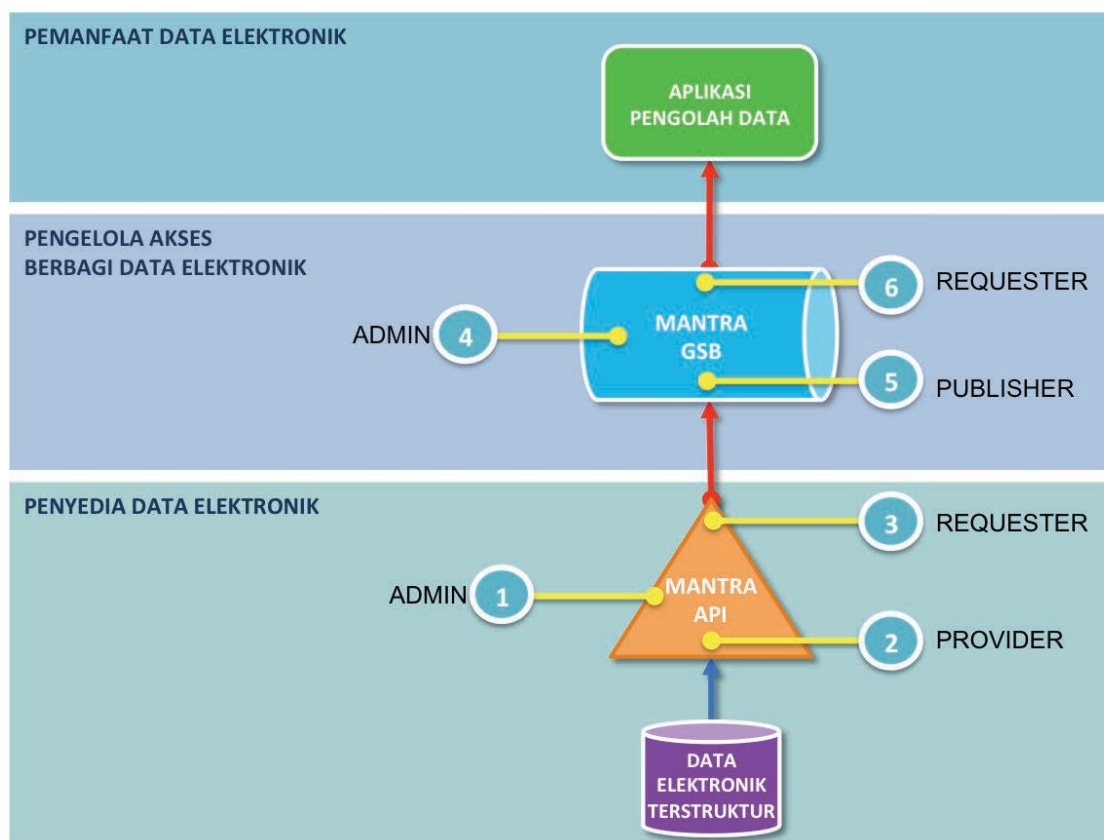 PEMANFAAT DATA ELEKTRONIK
APLIKASI
PENGOLAH DATA
PENGELOLA AKSES
BERBAGI DATA ELEKTRONIK
6 REQUESTER
ADMIN 4
MANTRA
GSB
5 PUBLISHER
PENYEDIA DATA ELEKTRONIK
3 REQUESTER
ADMIN 1
MANTRA
API
2 PROVIDER
DATA
ELEKTRONIK
TERSTRUKTUR